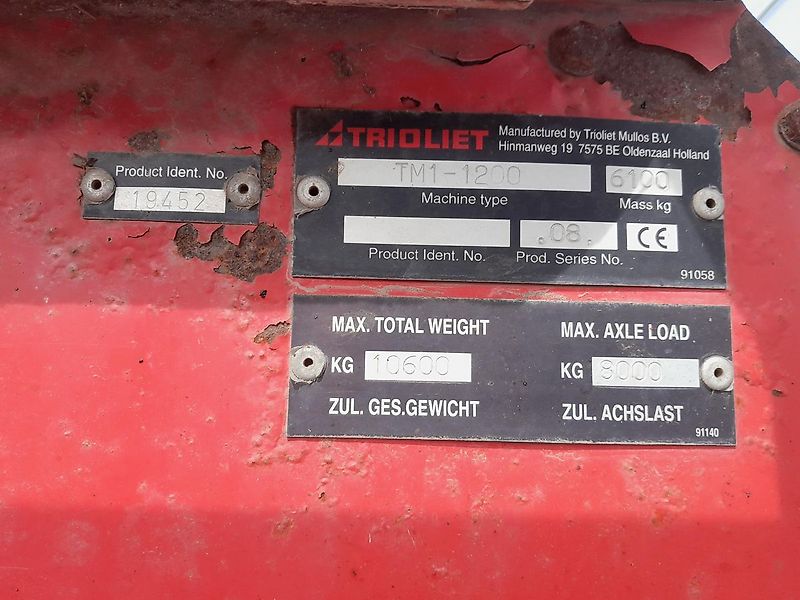 Product Ident. No.
19452
TRIOLIET
Manufactured by Trioliet Mullos B.V.
Hinmanweg 19 7575 BE Oldenzaal Holland
TM1-1200 6100
Machine type Mass kg
.08. CE
Product Ident. No. Prod. Series No.
91058
MAX. TOTAL WEIGHT MAX. AXLE LOAD
KG 10600 KG 8000
ZUL. GES.GEWICHT ZUL. ACHSLAST
91140